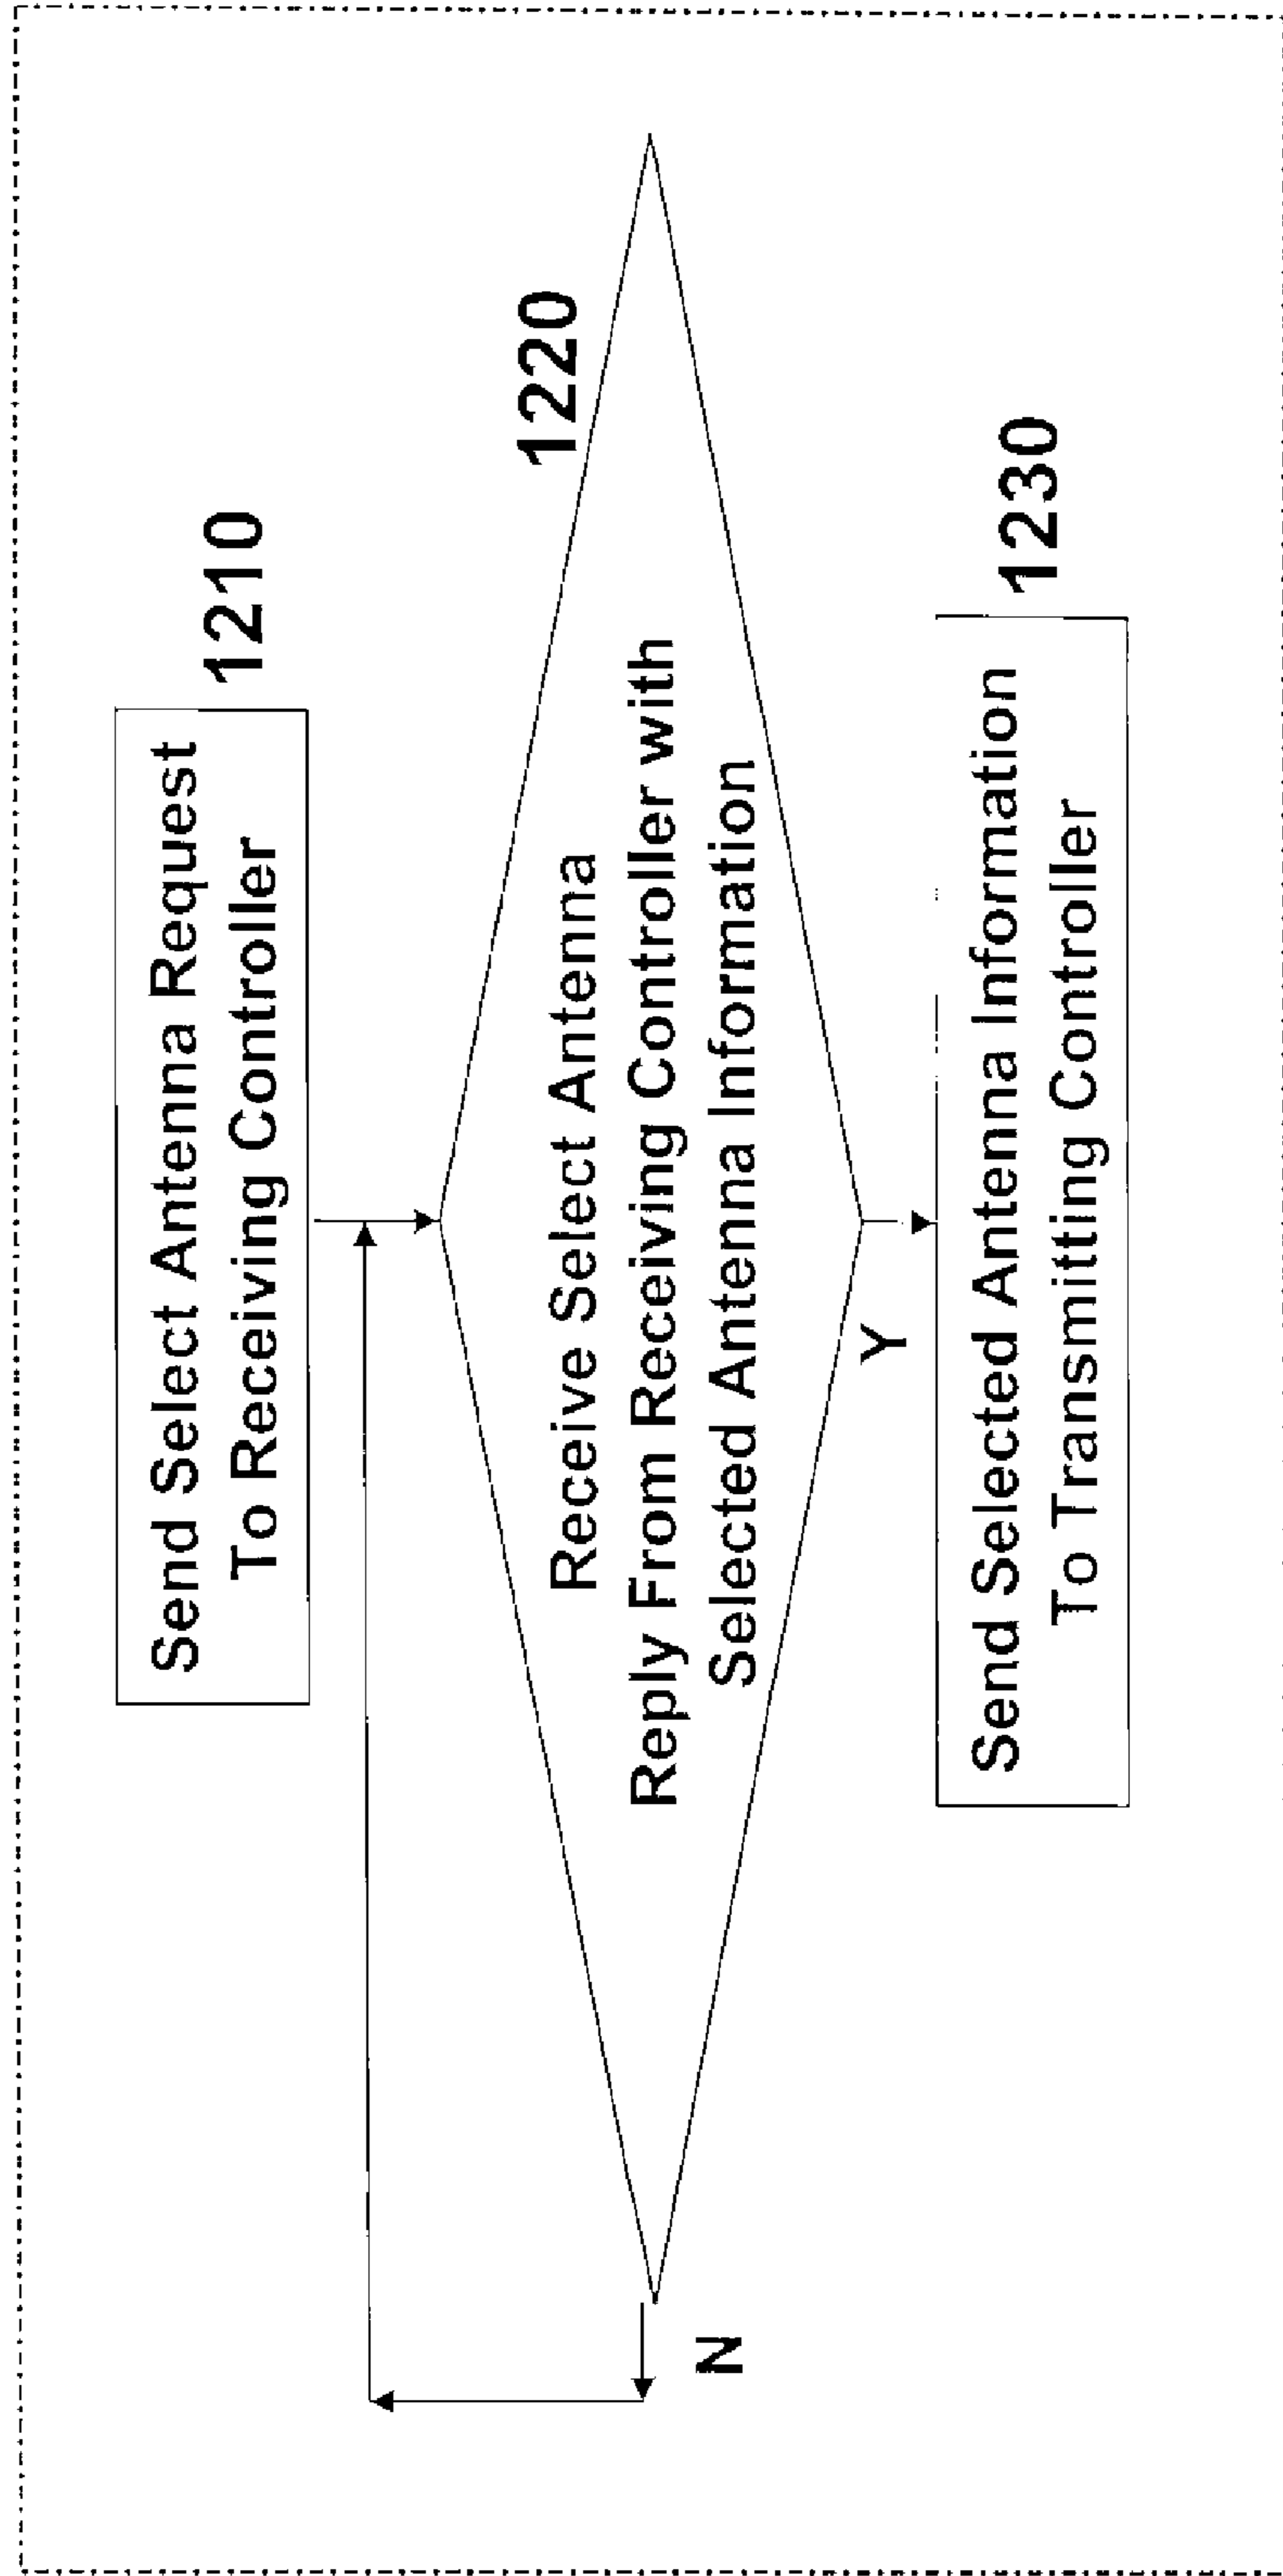 Send Select Antenna Request
To Receiving Controller
1210
Receive Select Antenna
Reply From Receiving Controller with
Selected Antenna Information
1220
N
Y
Send Selected Antenna Information
To Transmitting Controller
1230